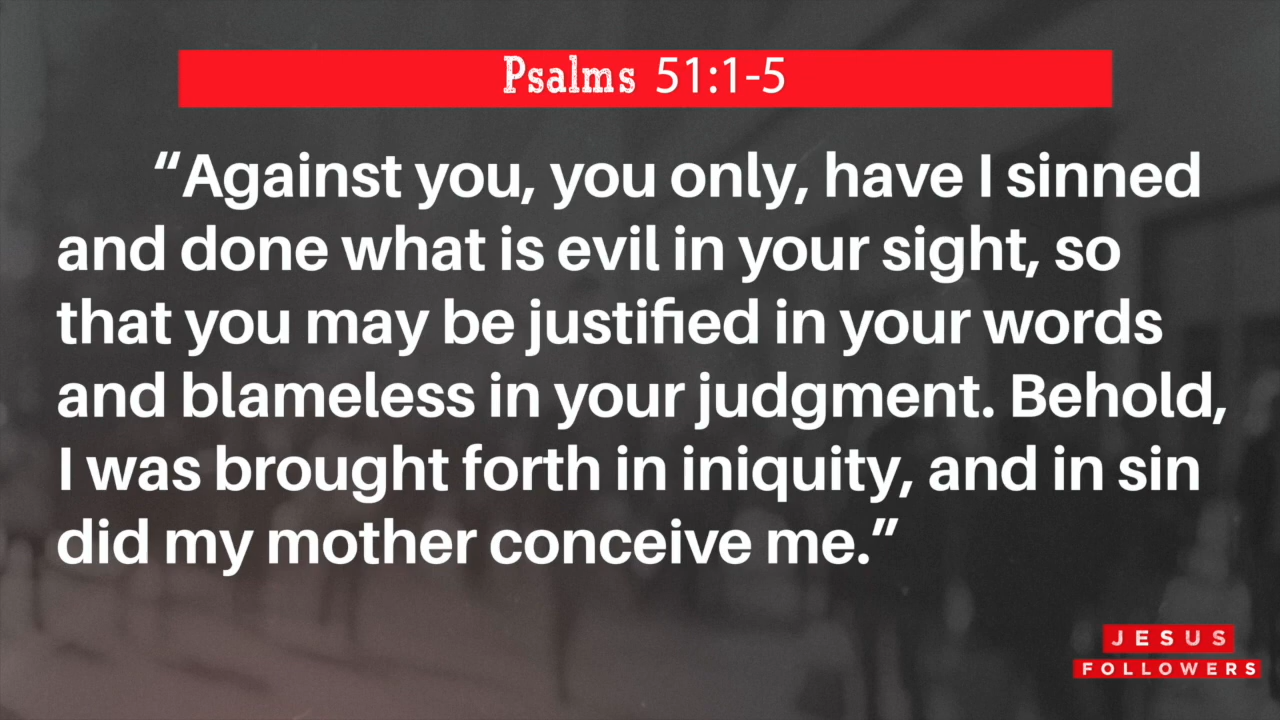 Psalms 51:1-5
“Against you, you only, have I sinned
and done what is evil in your sight, so
that you may be justified in your words
and blameless in your judgment. Behold,
I was brought forth in iniquity, and in sin
did my mother conceive me.”
JESUS
FOLLOWERS